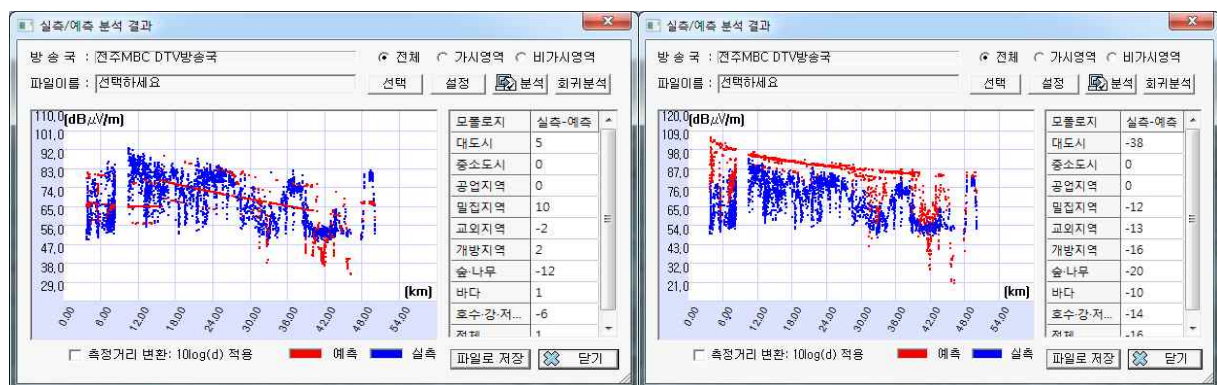 실측/예측 분석 결과
방 송 국 : 전주MBC DTV방송국
전체 가시영역 비가시영역
파일이름 : 선택하세요
선택 설정 분석 회귀분석
110,0 (dBμV/m)
101,0
92,0
83,0
74,0
65,0
56,0
47,0
38,0
29,0
(km)
0,00 6,00 12,00 18,00 24,00 30,00 36,00 42,00 48,00 54,00
모폴로지 실측-예측
대도시 5
중소도시 0
공업지역 0
밀집지역 10
교외지역 -2
개방지역 2
숲·나무 -12
바다 1
호수·강·저... -6
전체 1
측정거리 변환: 10log(d) 적용
예측 실측
파일로 저장 닫기
실측/예측 분석 결과
방 송 국 : 전주MBC DTV방송국
전체 가시영역 비가시영역
파일이름 : 선택하세요
선택 설정 분석 회귀분석
120,0 (dBμV/m)
109,0
98,0
87,0
76,0
65,0
54,0
43,0
32,0
21,0
(km)
0,00 6,00 12,00 18,00 24,00 30,00 36,00 42,00 48,00 54,00
모폴로지 실측-예측
대도시 -38
중소도시 0
공업지역 0
밀집지역 -12
교외지역 -13
개방지역 -16
숲·나무 -20
바다 -10
호수·강·저... -14
전체 -16
측정거리 변환: 10log(d) 적용
예측 실측
파일로 저장 닫기